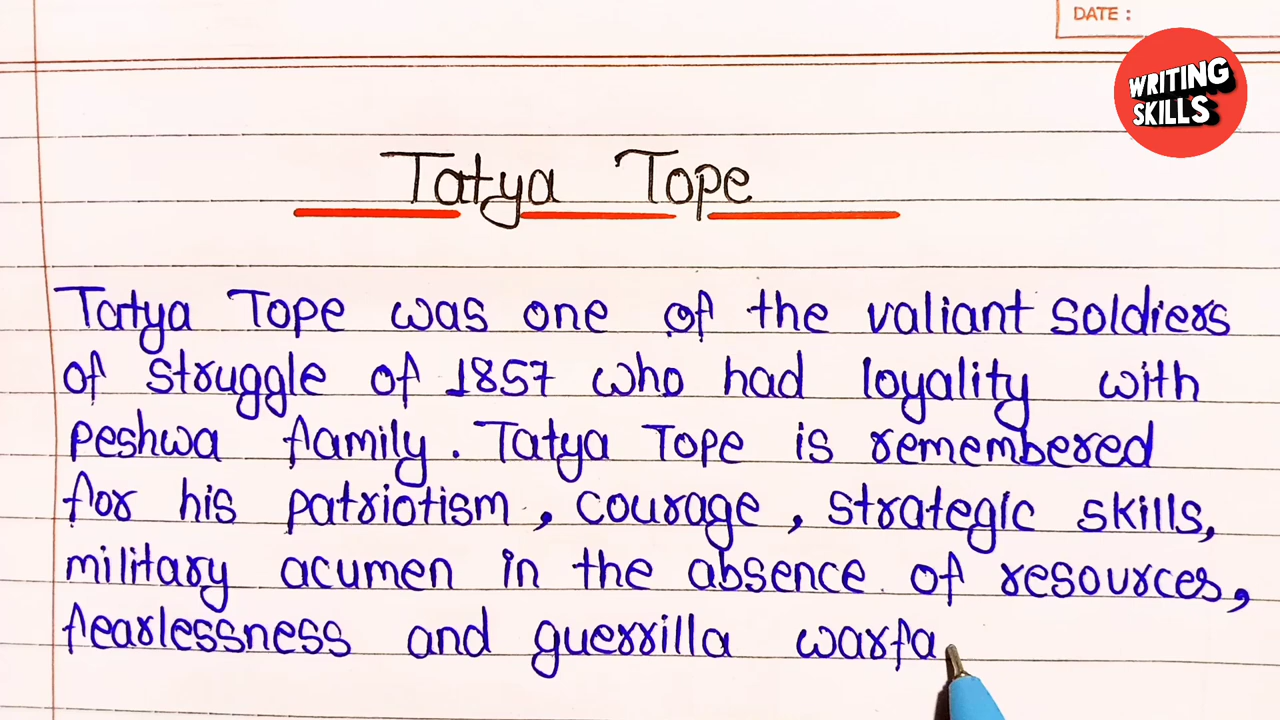 DATE :
WRITING
SKILLS
Tatya Tope
Tatya Tope was one of the valiant soldiers
of struggle of 1857 who had loyality with
peshwa family. Tatya Tope is remembered
for his patriotism, courage, strategic skills,
military acumen in the absence of resources,
fearlessness and guerrilla warfa